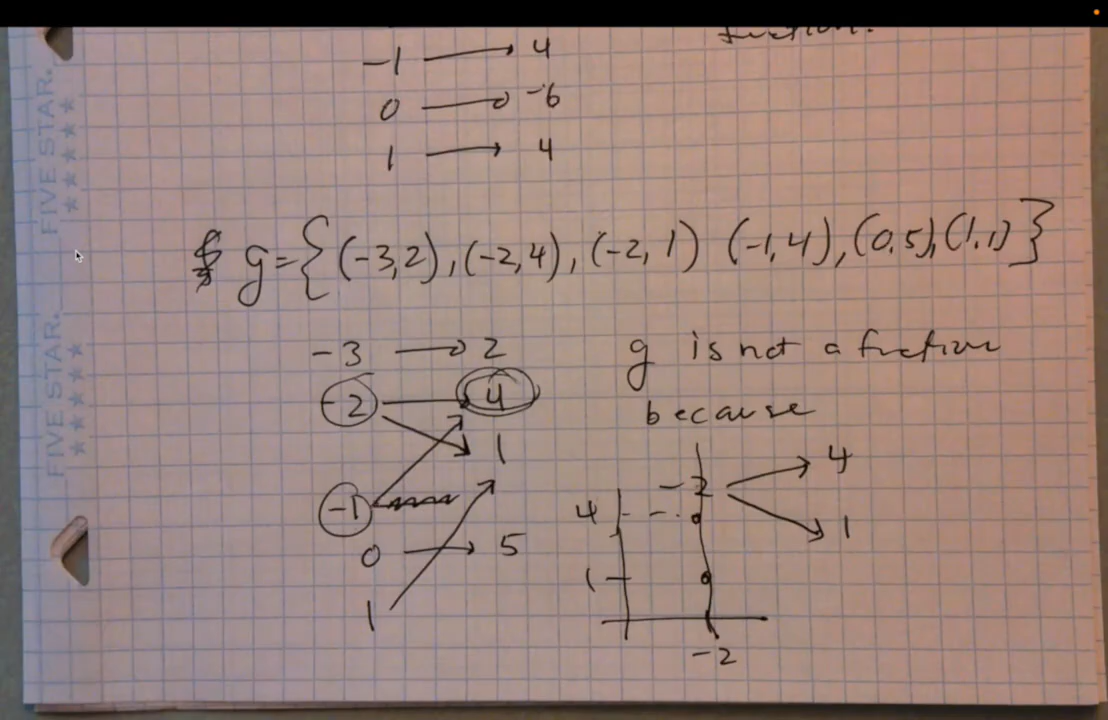 -1 → 4
0 → -6
1 → 4
g = { (-3,2), (-2,4), (-2, 1) (-1,4), (0,5), (1,1) }
-3 → 2
g is not a fuction
-2 → 4
because
1
-2 → 4
4
-1
1
0 → 5
1
1
-2
FIVE STAR.
FIVE STAR.